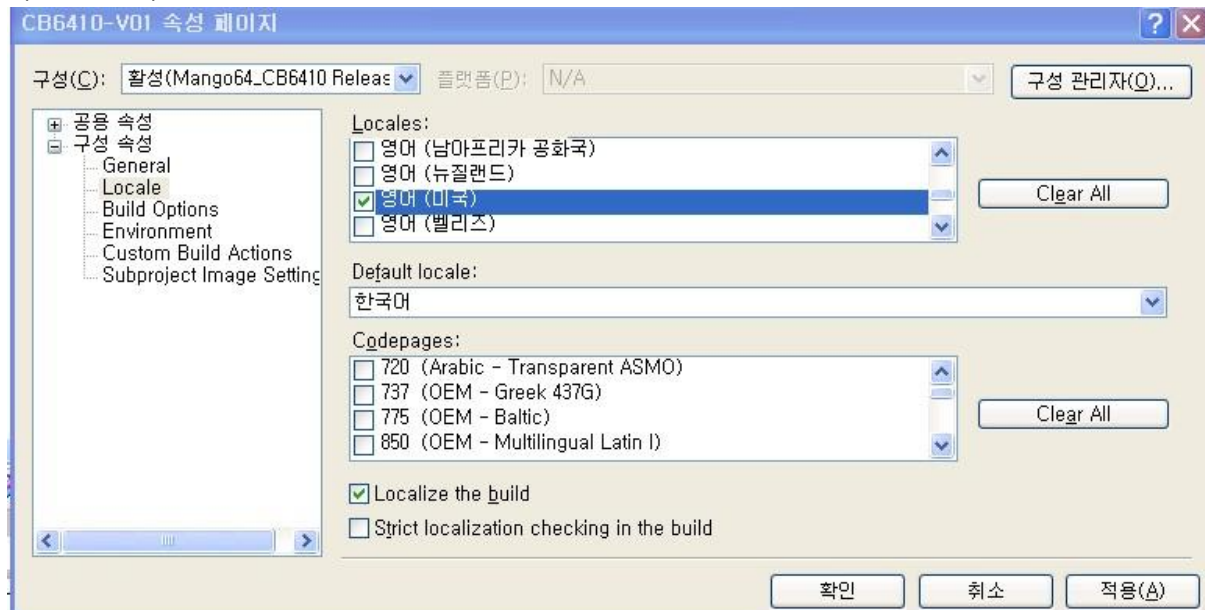 CB6410-V01 속성 페이지
구성(C): 활성(Mango64_CB6410 Releas 플랫폼(P): N/A 구성 관리자(O)...
공용 속성
구성 속성
General
Locale
Build Options
Environment
Custom Build Actions
Subproject Image Setting
Locales:
영어 (남아프리카 공화국)
영어 (뉴질랜드)
영어 (미국)
영어 (벨리즈)
Clear All
Default locale:
한국어
Codepages:
720 (Arabic - Transparent ASMO)
737 (OEM - Greek 437G)
775 (OEM - Baltic)
850 (OEM - Multilingual Latin I)
Clear All
Localize the build
Strict localization checking in the build
확인 취소 적용(A)